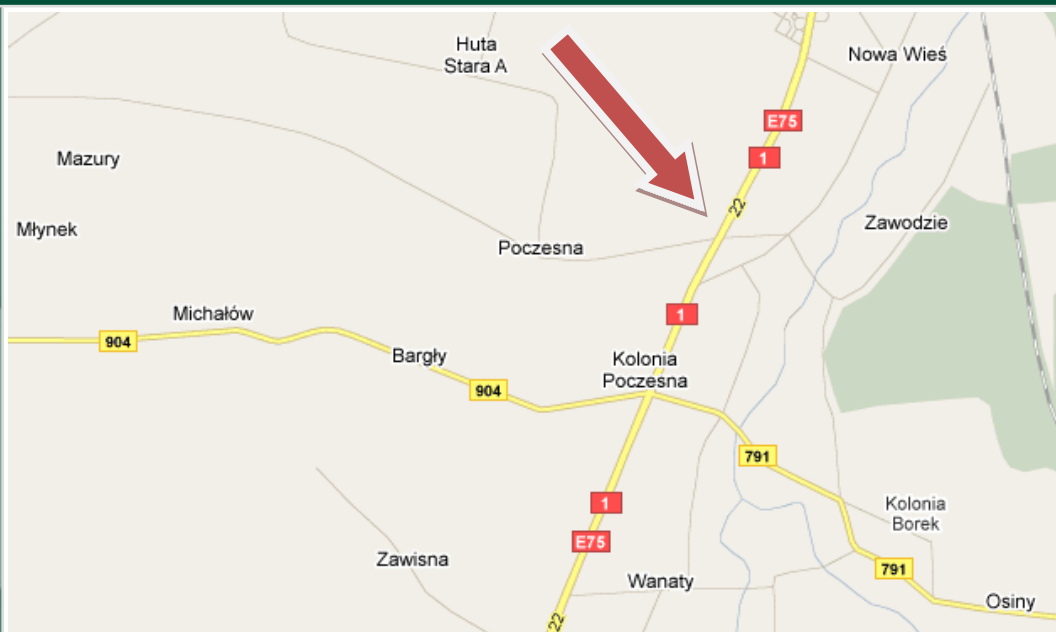 Huta
Stara A
Nowa Wieś
E75
1
Mazury
22
Zawodzie
Młynek
Poczesna
Michałów
1
904
Bargły
Kolonia
Poczesna
904
791
1
Kolonia
Borek
E75
Zawisna
791
Wanaty
Osiny
22